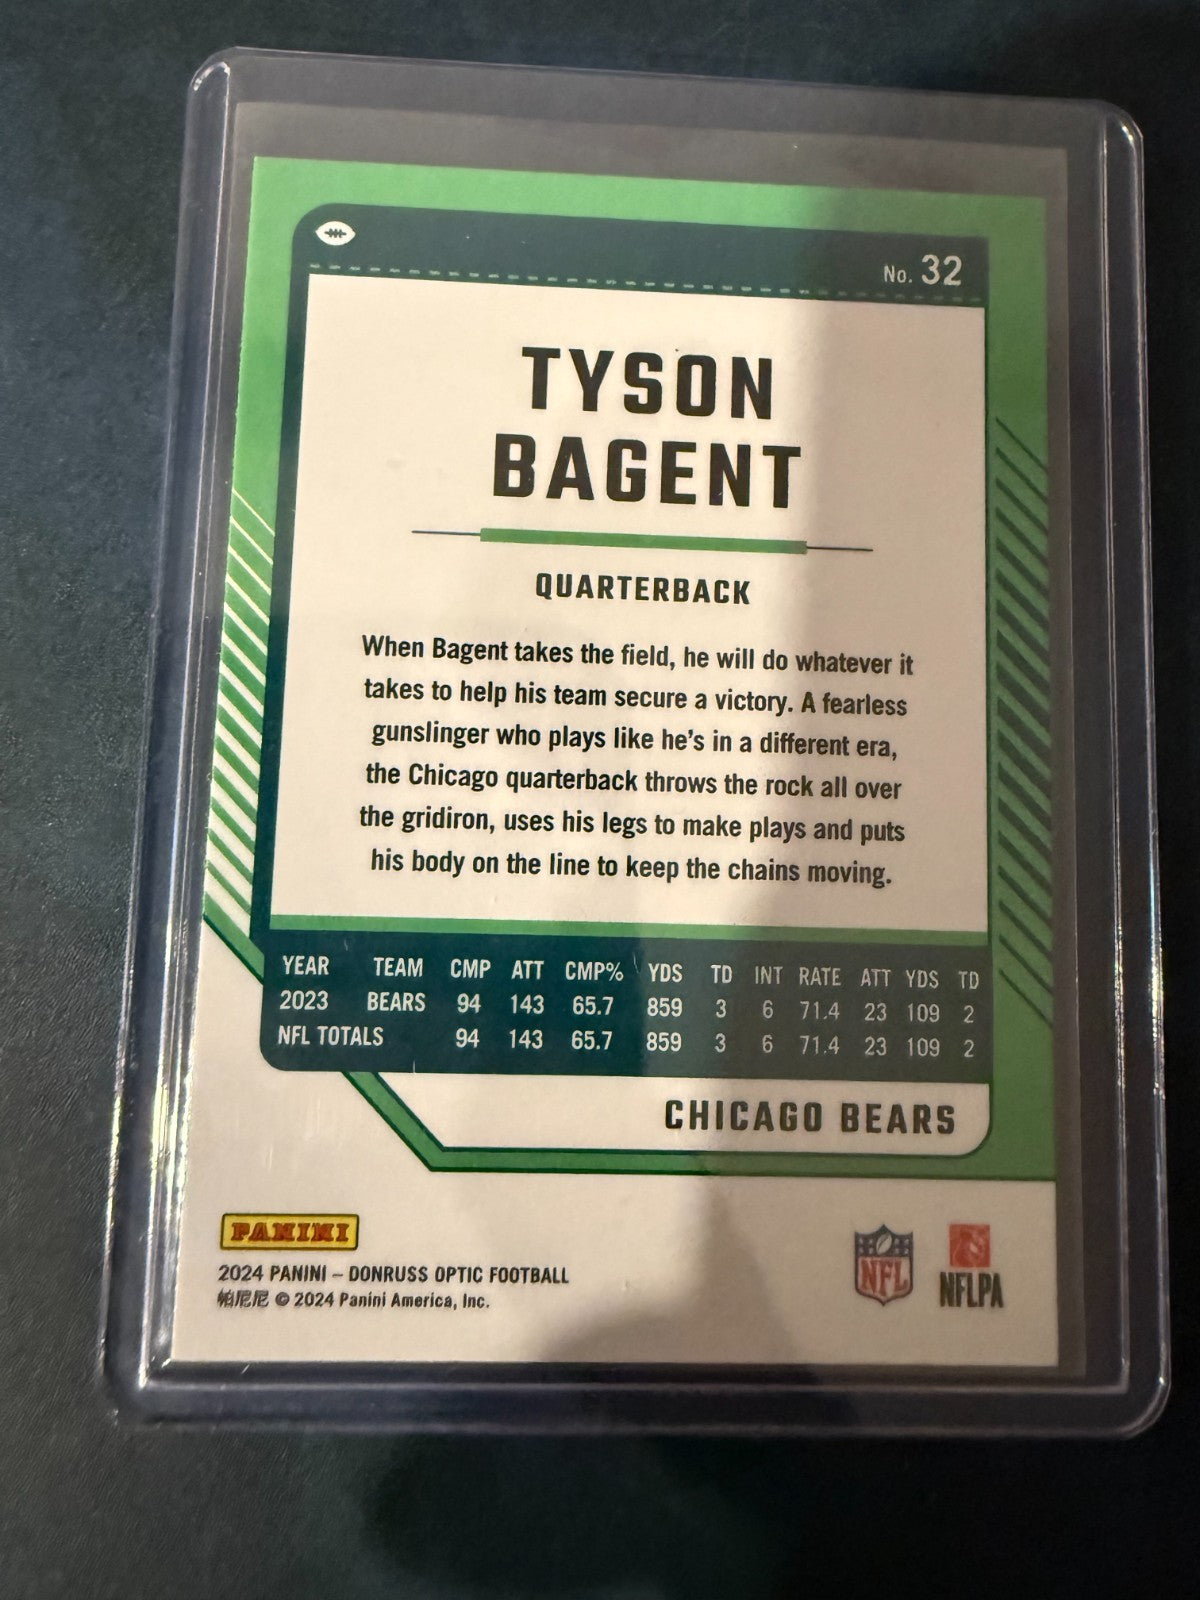 No. 32
TYSON
BAGENT
QUARTERBACK
When Bagent takes the field, he will do whatever it
takes to help his team secure a victory. A fearless
gunslinger who plays like he's in a different era,
the Chicago quarterback throws the rock all over
the gridiron, uses his legs to make plays and puts
his body on the line to keep the chains moving.
YEAR TEAM CMP ATT CMP% YDS TD INT RATE ATT YDS TD
2023 BEARS 94 143 65.7 859 3 6 71.4 23 109 2
NFL TOTALS 94 143 65.7 859 3 6 71.4 23 109 2
CHICAGO BEARS
PANINI
2024 PANINI – DONRUSS OPTIC FOOTBALL
帕尼尼 © 2024 Panini America, Inc.
NFL
NFLPA